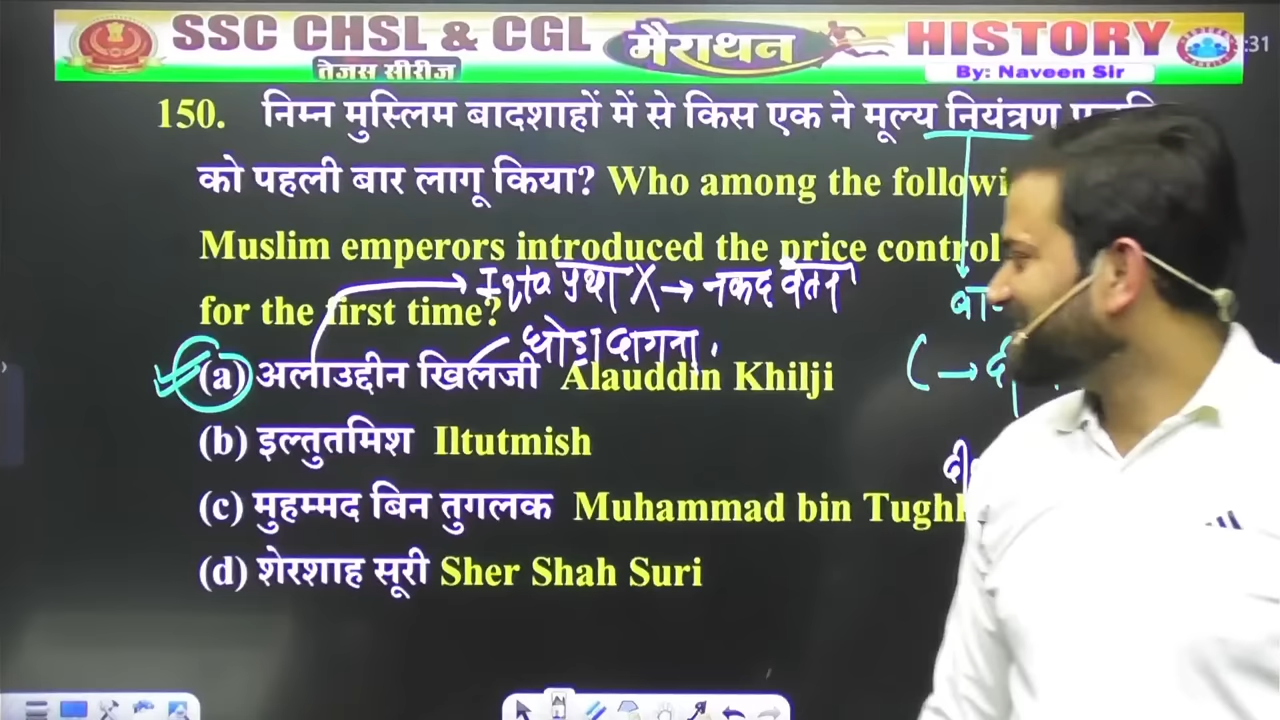 SSC CHSL & CGL मैराथन HISTORY
तेजस सीरीज By: Naveen Sir
:31
150. निम्न मुस्लिम बादशाहों में से किस एक ने मूल्य नियंत्रण
को पहली बार लागू किया? Who among the followi
Muslim emperors introduced the price control
Iqta प्रथा X → नकद वेतन
for the first time?
घोड़ा दागना
(a) अलाउद्दीन खिलजी Alauddin Khilji
(b) इल्तुतमिश Iltutmish
(c) मुहम्मद बिन तुगलक Muhammad bin Tughl
(d) शेरशाह सूरी Sher Shah Suri